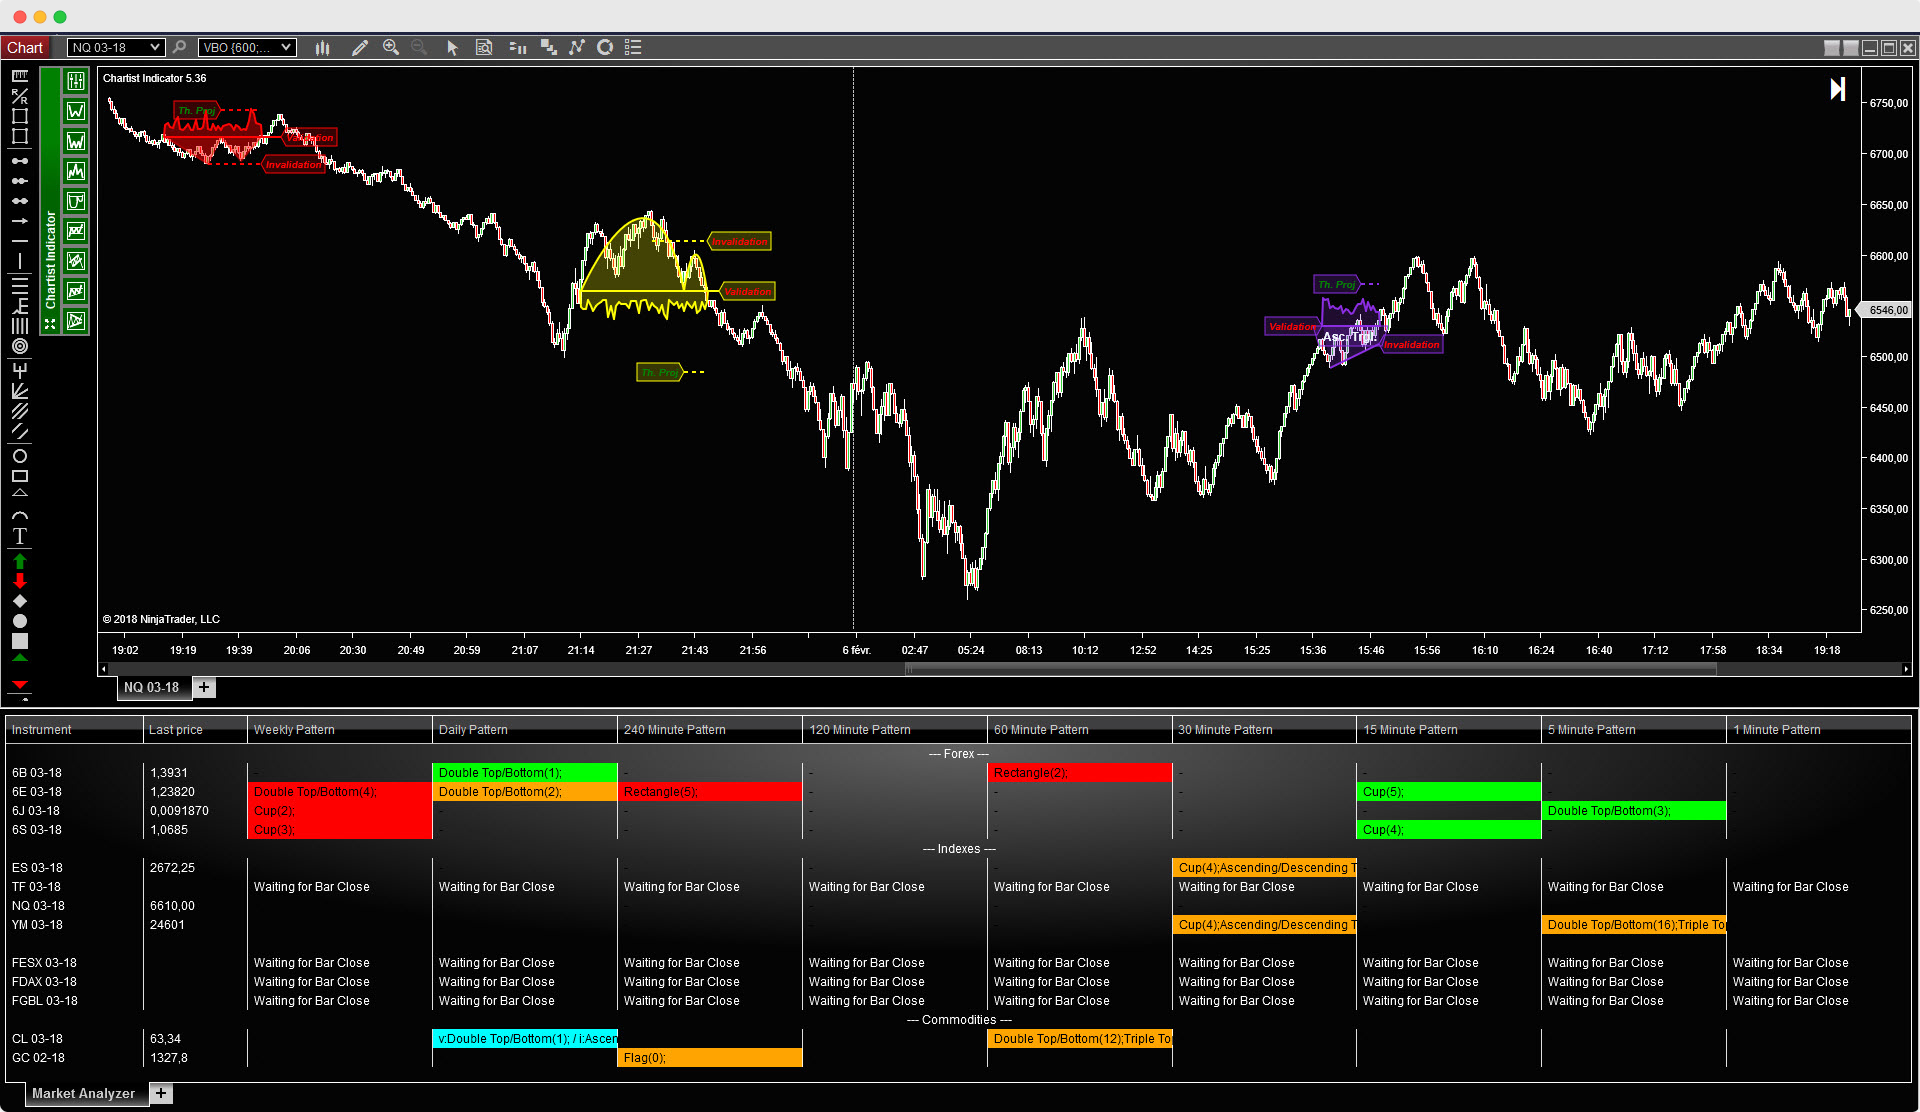 Chart NQ 03-18 VBO {600;...
Chartist Indicator 5.36
Chartist Indicator
Th. Proj
Validation
Invalidation
Invalidation
Validation
Th. Proj
Th. Proj
Validation
Asc. Trpl.
Invalidation
6750,00
6700,00
6650,00
6600,00
6546,00
6500,00
6450,00
6400,00
6350,00
6300,00
6250,00
T
© 2018 NinjaTrader, LLC
19:02 19:19 19:39 20:06 20:30 20:49 20:59 21:07 21:14 21:27 21:43 21:56 6 févr. 02:47 05:24 08:13 10:12 12:52 14:25 15:25 15:36 15:46 15:56 16:10 16:24 16:40 17:12 17:58 18:34 19:18
NQ 03-18 +
Instrument Last price Weekly Pattern Daily Pattern 240 Minute Pattern 120 Minute Pattern 60 Minute Pattern 30 Minute Pattern 15 Minute Pattern 5 Minute Pattern 1 Minute Pattern
--- Forex ---
6B 03-18 1,3931 - Double Top/Bottom(1); - - Rectangle(2); - - - -
6E 03-18 1,23820 Double Top/Bottom(4); Double Top/Bottom(2); Rectangle(5); - - - Cup(5); - -
6J 03-18 0,0091870 Cup(2); - - - - - - Double Top/Bottom(3); -
6S 03-18 1,0685 Cup(3); - - - - - Cup(4); - -
--- Indexes ---
ES 03-18 2672,25 Cup(4);Ascending/Descending T
TF 03-18 Waiting for Bar Close Waiting for Bar Close Waiting for Bar Close Waiting for Bar Close Waiting for Bar Close Waiting for Bar Close Waiting for Bar Close Waiting for Bar Close Waiting for Bar Close
NQ 03-18 6610,00
YM 03-18 24601 Cup(4);Ascending/Descending T Double Top/Bottom(16);Triple To
FESX 03-18 Waiting for Bar Close Waiting for Bar Close Waiting for Bar Close Waiting for Bar Close Waiting for Bar Close Waiting for Bar Close Waiting for Bar Close Waiting for Bar Close Waiting for Bar Close
FDAX 03-18 Waiting for Bar Close Waiting for Bar Close Waiting for Bar Close Waiting for Bar Close Waiting for Bar Close Waiting for Bar Close Waiting for Bar Close Waiting for Bar Close Waiting for Bar Close
FGBL 03-18 Waiting for Bar Close Waiting for Bar Close Waiting for Bar Close Waiting for Bar Close Waiting for Bar Close Waiting for Bar Close Waiting for Bar Close Waiting for Bar Close Waiting for Bar Close
--- Commodities ---
CL 03-18 63,34 v:Double Top/Bottom(1); / i:Ascen Double Top/Bottom(12);Triple To
GC 02-18 1327,8 Flag(0);
Market Analyzer +